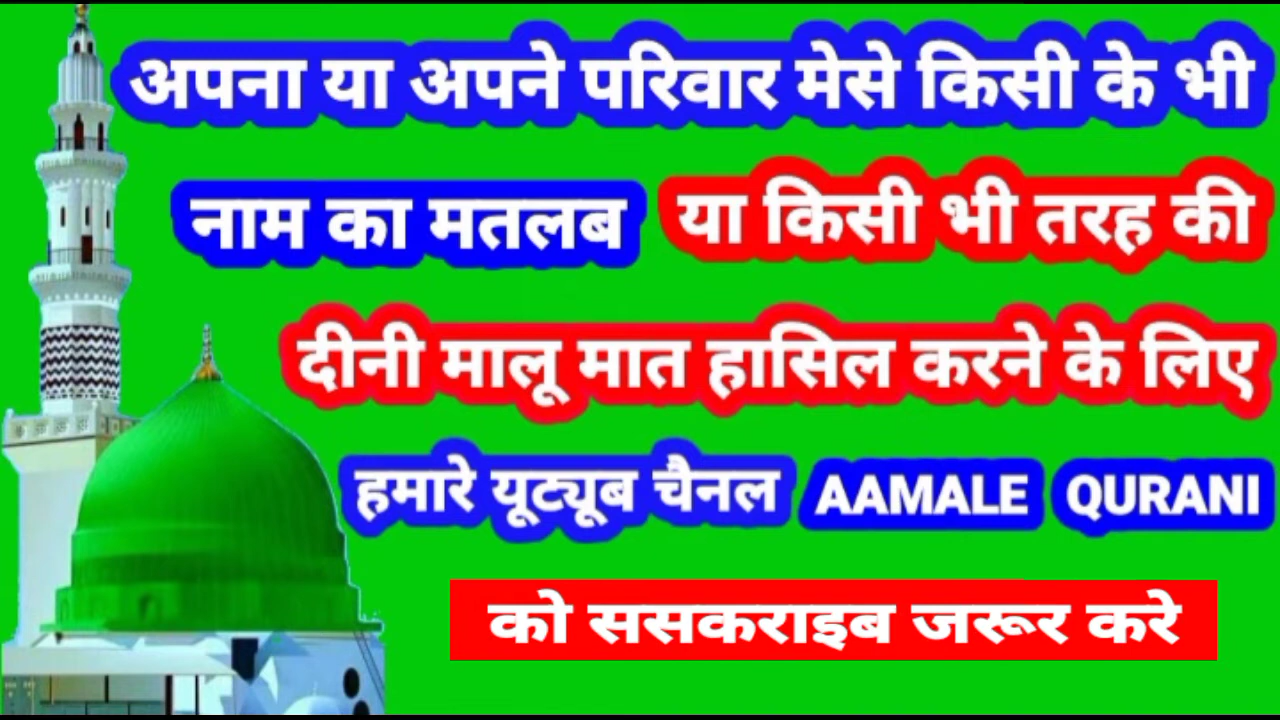 अपना या अपने परिवार मेसे किसी के भी
नाम का मतलब या किसी भी तरह की
दीनी मालू मात हासिल करने के लिए
हमारे यूट्यूब चैनल AAMALE QURANI
को ससकराइब जरूर करे